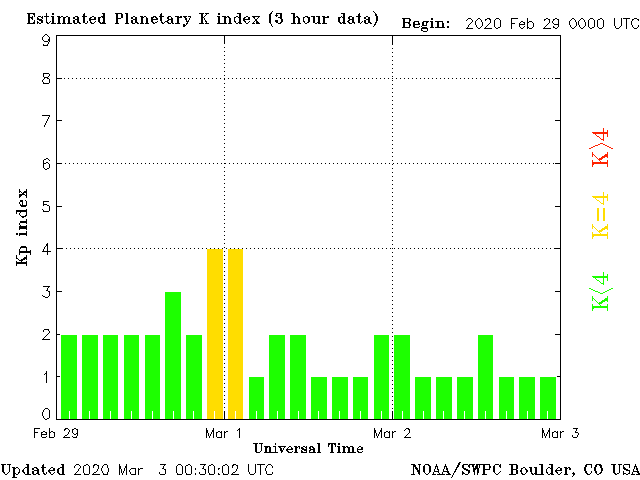 Estimated Planetary K index (3 hour data)
Begin: 2020 Feb 29 0000 UTC
9
8
7
6
5
4
3
2
1
0
Kp index
K>4
K=4
K<4
Feb 29 Mar 1 Mar 2 Mar 3
Universal Time
Updated 2020 Mar 3 00:30:02 UTC
NOAA/SWPC Boulder, CO USA